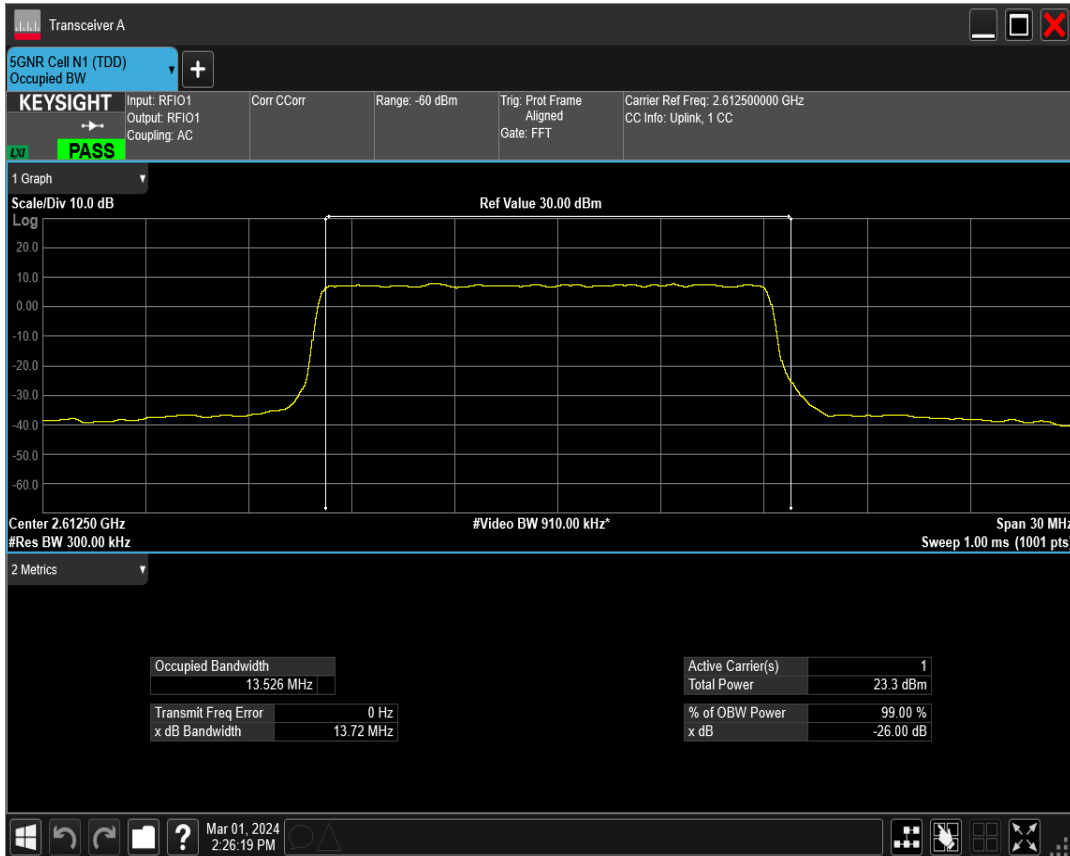 Transceiver A
5GNR Cell N1 (TDD)
Occupied BW
+
KEYSIGHT
LXI
PASS
Input: RFIO1
Output: RFIO1
Coupling: AC
Corr CCorr
Range: -60 dBm
Trig: Prot Frame
Aligned
Gate: FFT
Carrier Ref Freq: 2.612500000 GHz
CC Info: Uplink, 1 CC
1 Graph
Scale/Div 10.0 dB
Ref Value 30.00 dBm
Log
20.0
10.0
0.00
-10.0
-20.0
-30.0
-40.0
-50.0
-60.0
Center 2.61250 GHz
#Video BW 910.00 kHz*
Span 30 MHz
#Res BW 300.00 kHz
Sweep 1.00 ms (1001 pts)
2 Metrics
Occupied Bandwidth
13.526 MHz
Transmit Freq Error 0 Hz
x dB Bandwidth 13.72 MHz
Active Carrier(s) 1
Total Power 23.3 dBm
% of OBW Power 99.00 %
x dB -26.00 dB
?
Mar 01, 2024
2:26:19 PM